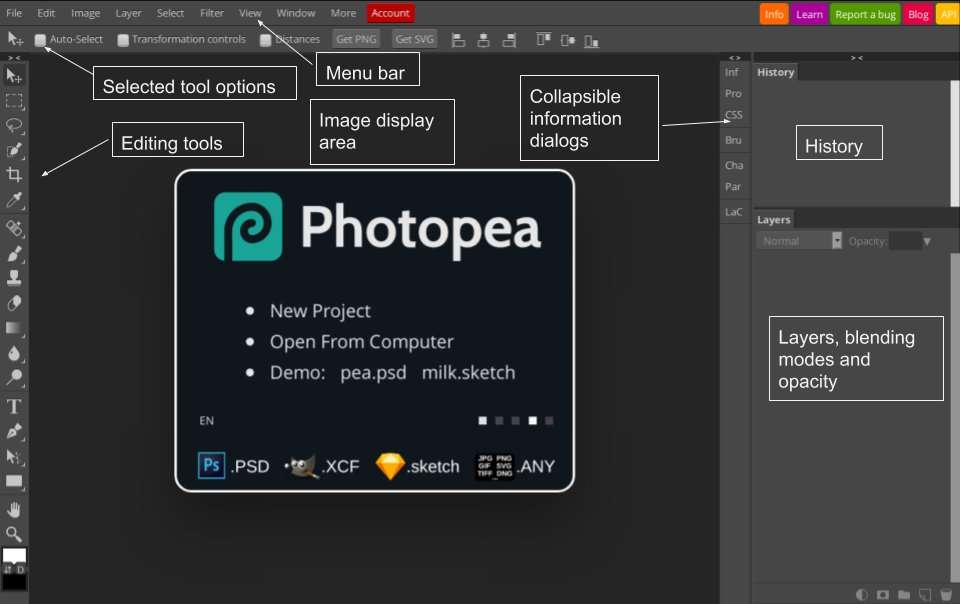 File Edit Image Layer Select Filter View Window More Account Info Learn Report a bug Blog API
Auto-Select Transformation controls Distances Get PNG Get SVG
Selected tool options
Menu bar
Image display
area
Editing tools
Collapsible
information
dialogs
Inf
Pro
CSS
Bru
Cha
Par
LaC
History
History
Layers
Normal Opacity:
Layers, blending
modes and
opacity
Photopea
New Project
Open From Computer
Demo: pea.psd milk.sketch
EN
Ps .PSD .XCF .sketch JPG PNG .ANY
GIF SVG
TIFF DNG
...
T
D